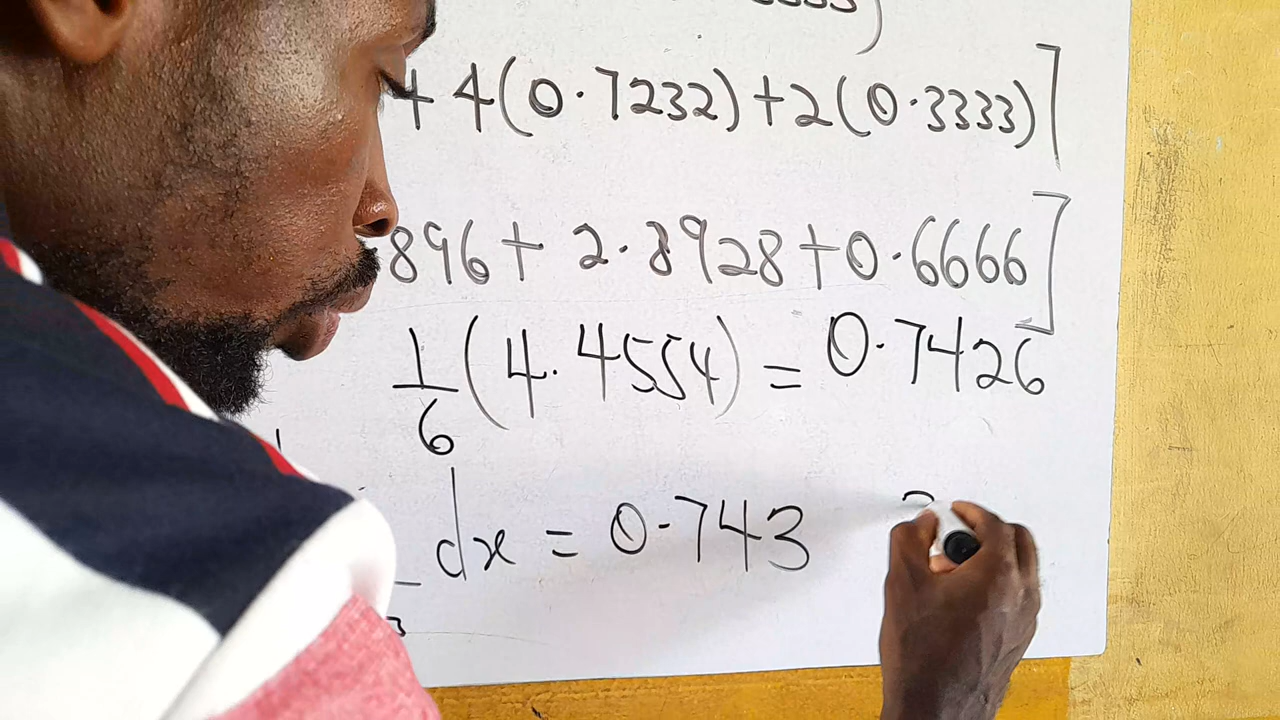 + 4(0.7232) + 2(0.3333)]
896 + 2.8928 + 0.6666]
1/6 (4.4554) = 0.7426
dx = 0.743